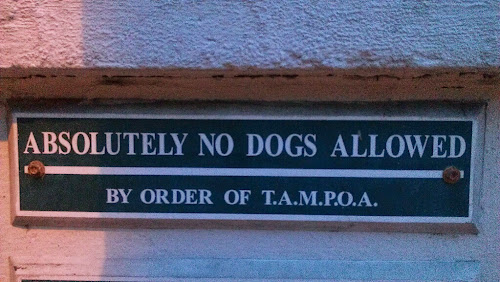 ABSOLUTELY NO DOGS ALLOWED
BY ORDER OF T.A.M.P.O.A.